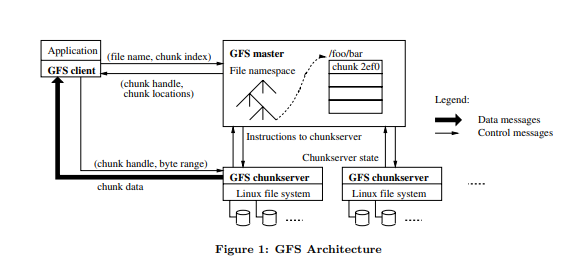 Application
GFS client
(file name, chunk index)
(chunk handle,
chunk locations)
GFS master
File namespace
/foo/bar
chunk 2ef0
Legend:
Data messages
Control messages
Instructions to chunkserver
Chunkserver state
(chunk handle, byte range)
chunk data
GFS chunkserver
Linux file system
GFS chunkserver
Linux file system
Figure 1: GFS Architecture